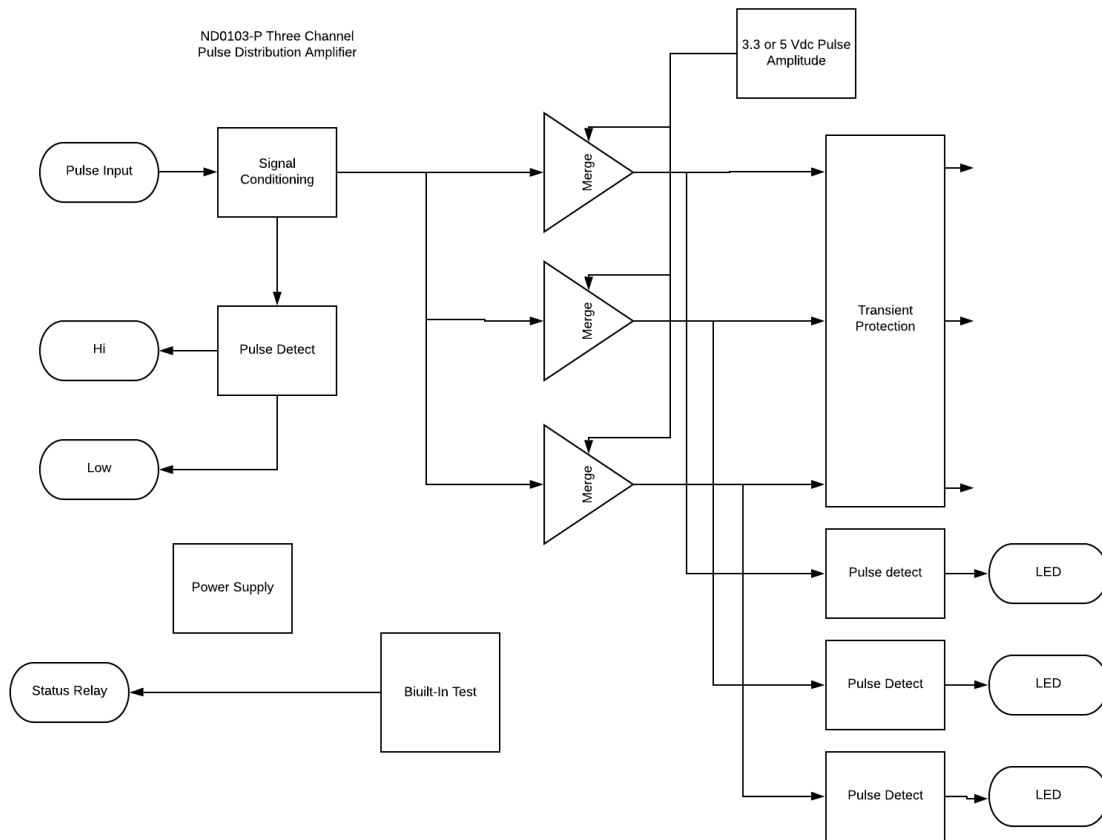 ND0103-P Three Channel
Pulse Distribution Amplifier
3.3 or 5 Vdc Pulse
Amplitude
Pulse Input
Signal
Conditioning
Merge
Hi
Pulse Detect
Merge
Transient
Protection
Low
Merge
Power Supply
Pulse detect
LED
Status Relay
Biuilt-In Test
Pulse Detect
LED
Pulse Detect
LED